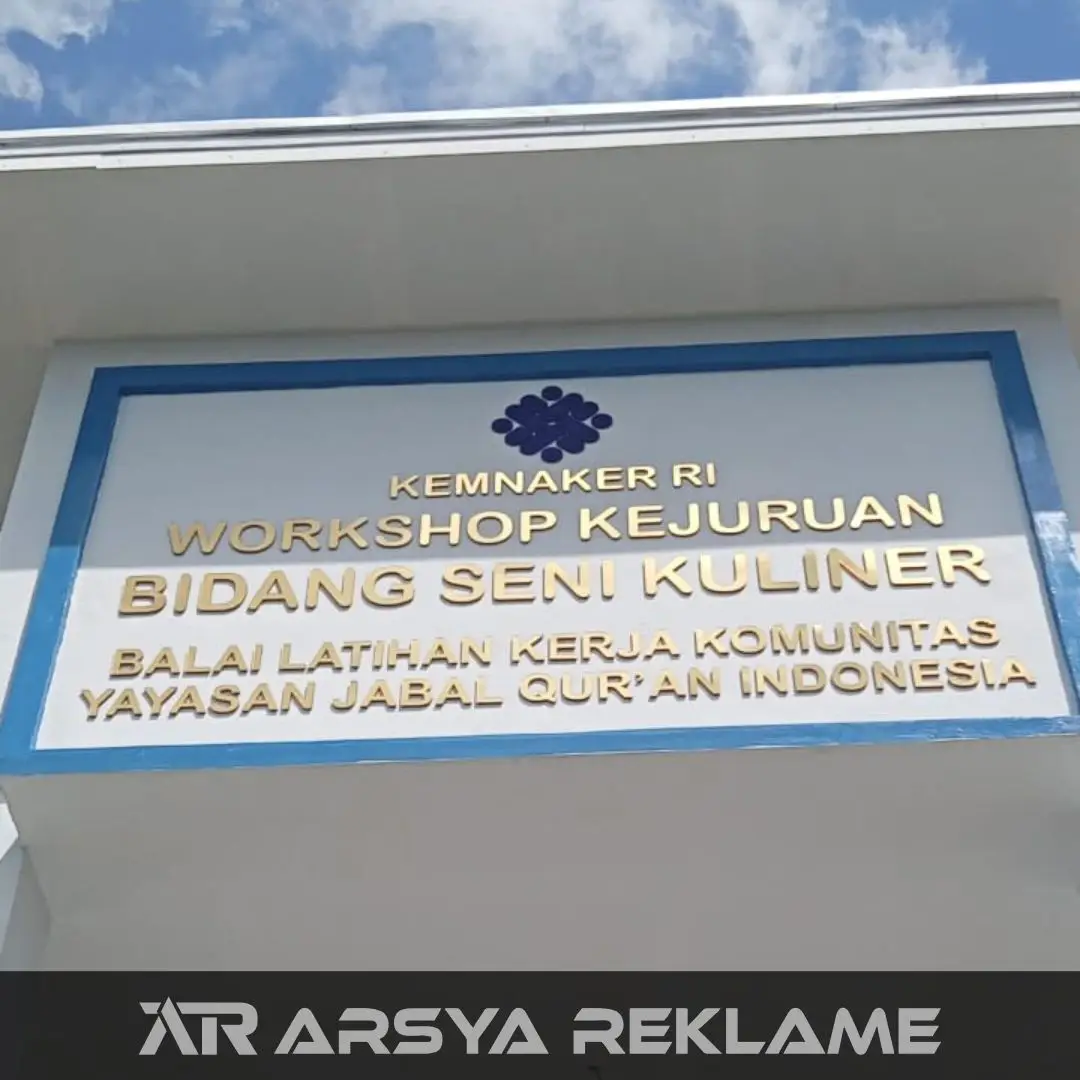 KEMNAKER RI
WORKSHOP KEJURUAN
BIDANG SENI KULINER
BALAI LATIHAN KERJA KOMUNITAS
YAYASAN JABAL QUR'AN INDONESIA
AR ARSYA REKLAME